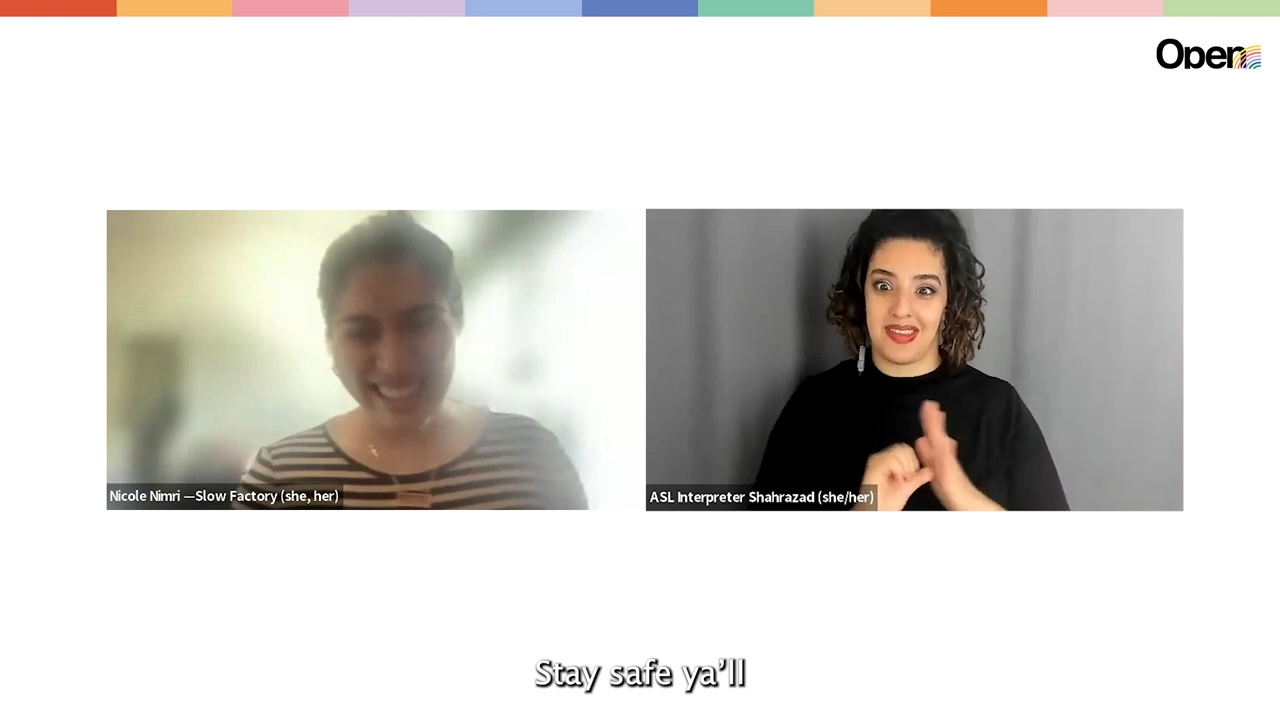 Open
Nicole Nimri —Slow Factory (she, her)
ASL Interpreter Shahrazad (she/her)
Stay safe ya'll